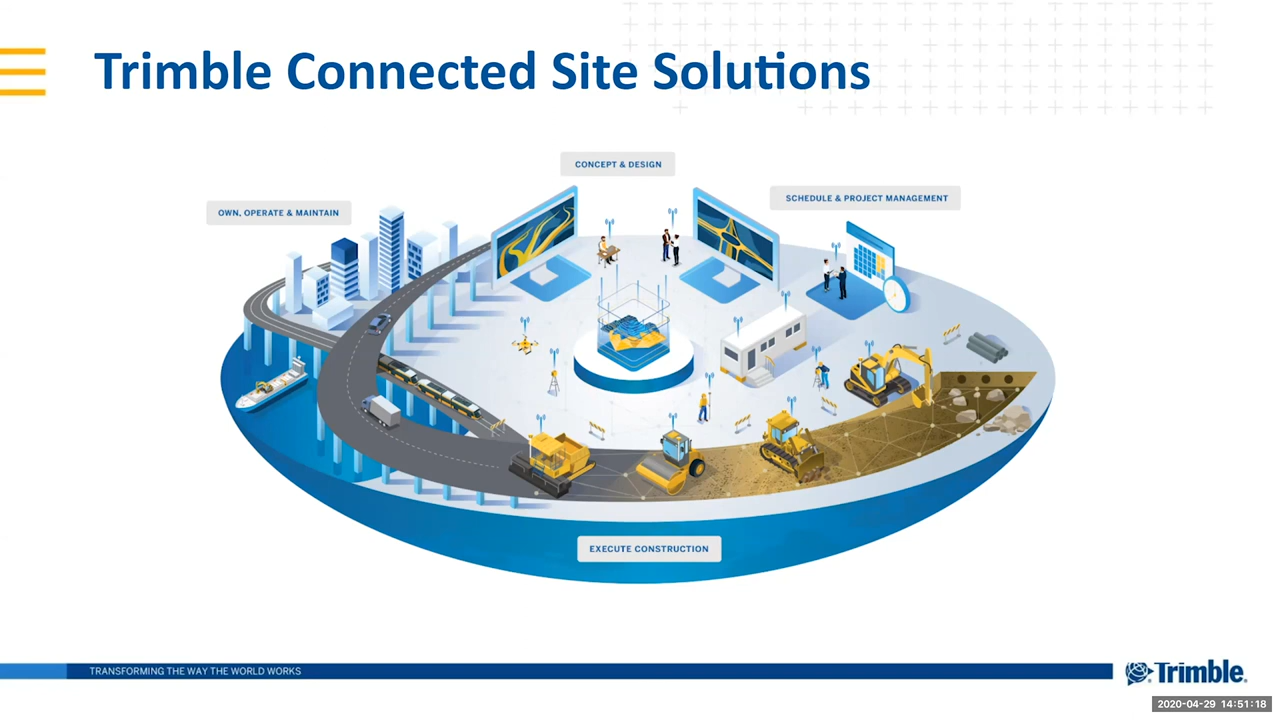 Trimble Connected Site Solutions
CONCEPT & DESIGN
SCHEDULE & PROJECT MANAGEMENT
OWN, OPERATE & MAINTAIN
EXECUTE CONSTRUCTION
TRANSFORMING THE WAY THE WORLD WORKS
Trimble
2020-04-29 14:51:18